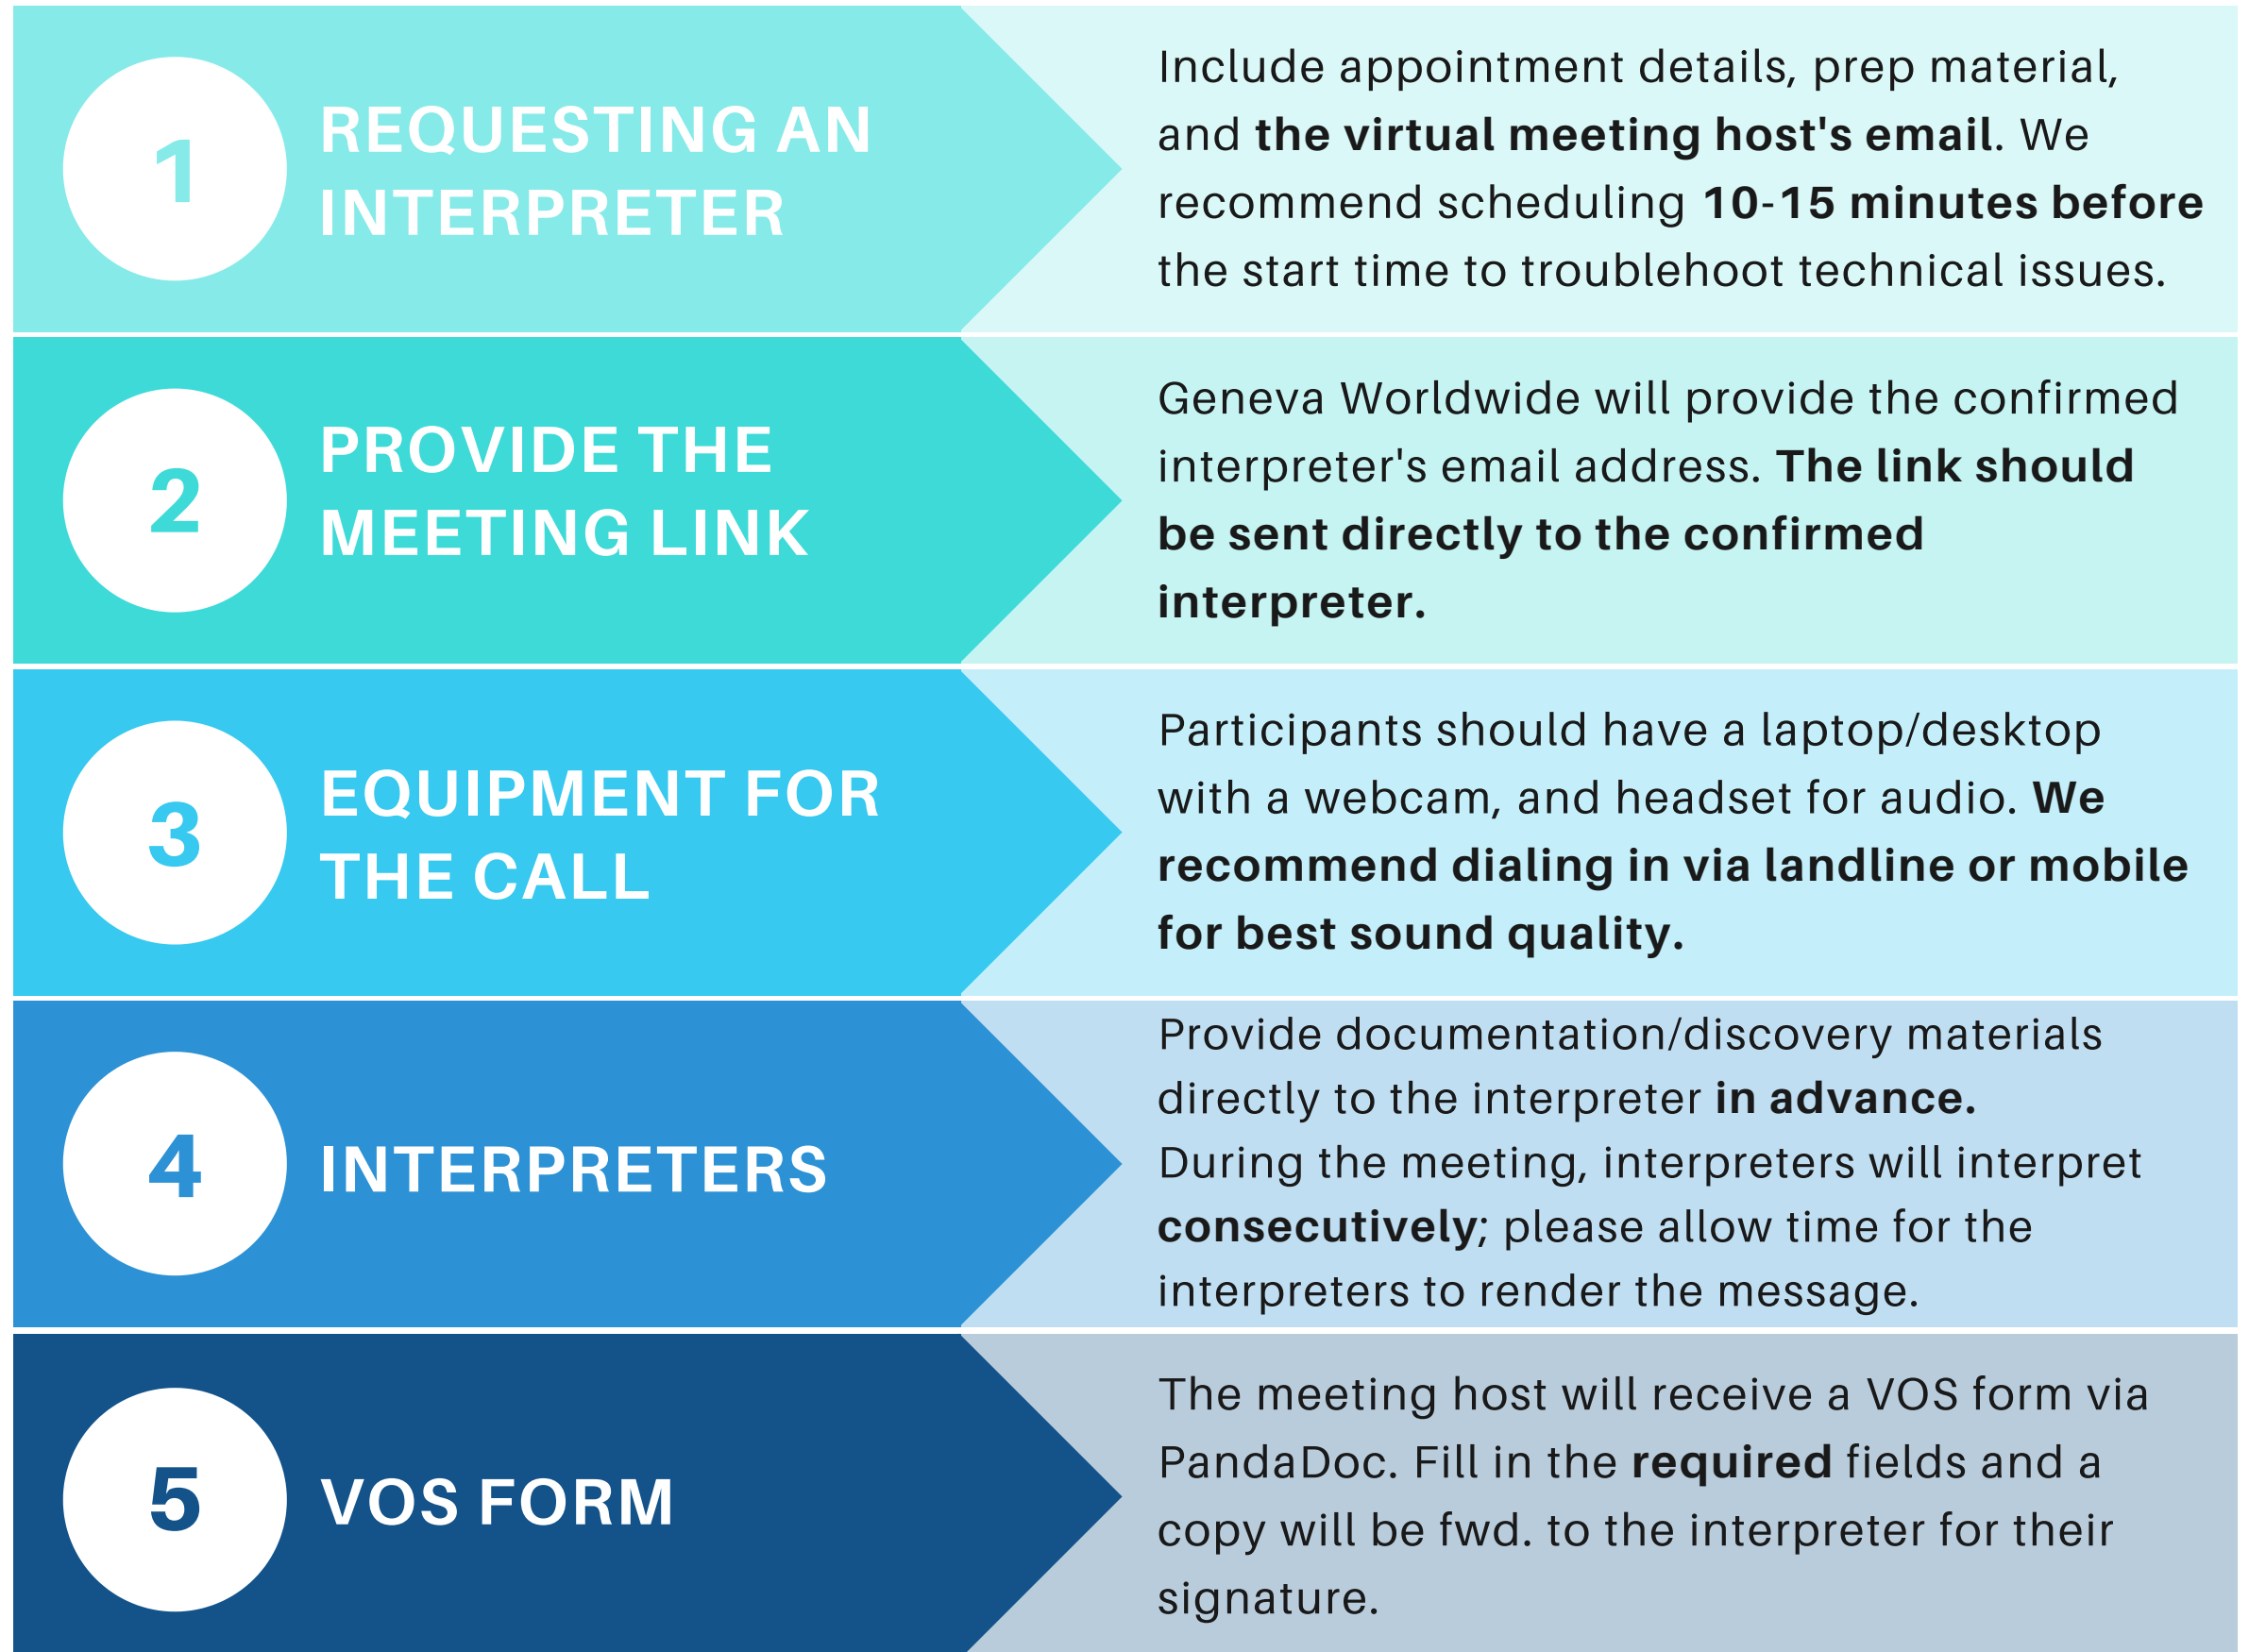 1
REQUESTING AN
INTERPRETER
Include appointment details, prep material,
and the virtual meeting host's email. We
recommend scheduling 10-15 minutes before
the start time to troublehoot technical issues.
2
PROVIDE THE
MEETING LINK
Geneva Worldwide will provide the confirmed
interpreter's email address. The link should
be sent directly to the confirmed
interpreter.
3
EQUIPMENT FOR
THE CALL
Participants should have a laptop/desktop
with a webcam, and headset for audio. We
recommend dialing in via landline or mobile
for best sound quality.
4
INTERPRETERS
Provide documentation/discovery materials
directly to the interpreter in advance.
During the meeting, interpreters will interpret
consecutively; please allow time for the
interpreters to render the message.
5
VOS FORM
The meeting host will receive a VOS form via
PandaDoc. Fill in the required fields and a
copy will be fwd. to the interpreter for their
signature.